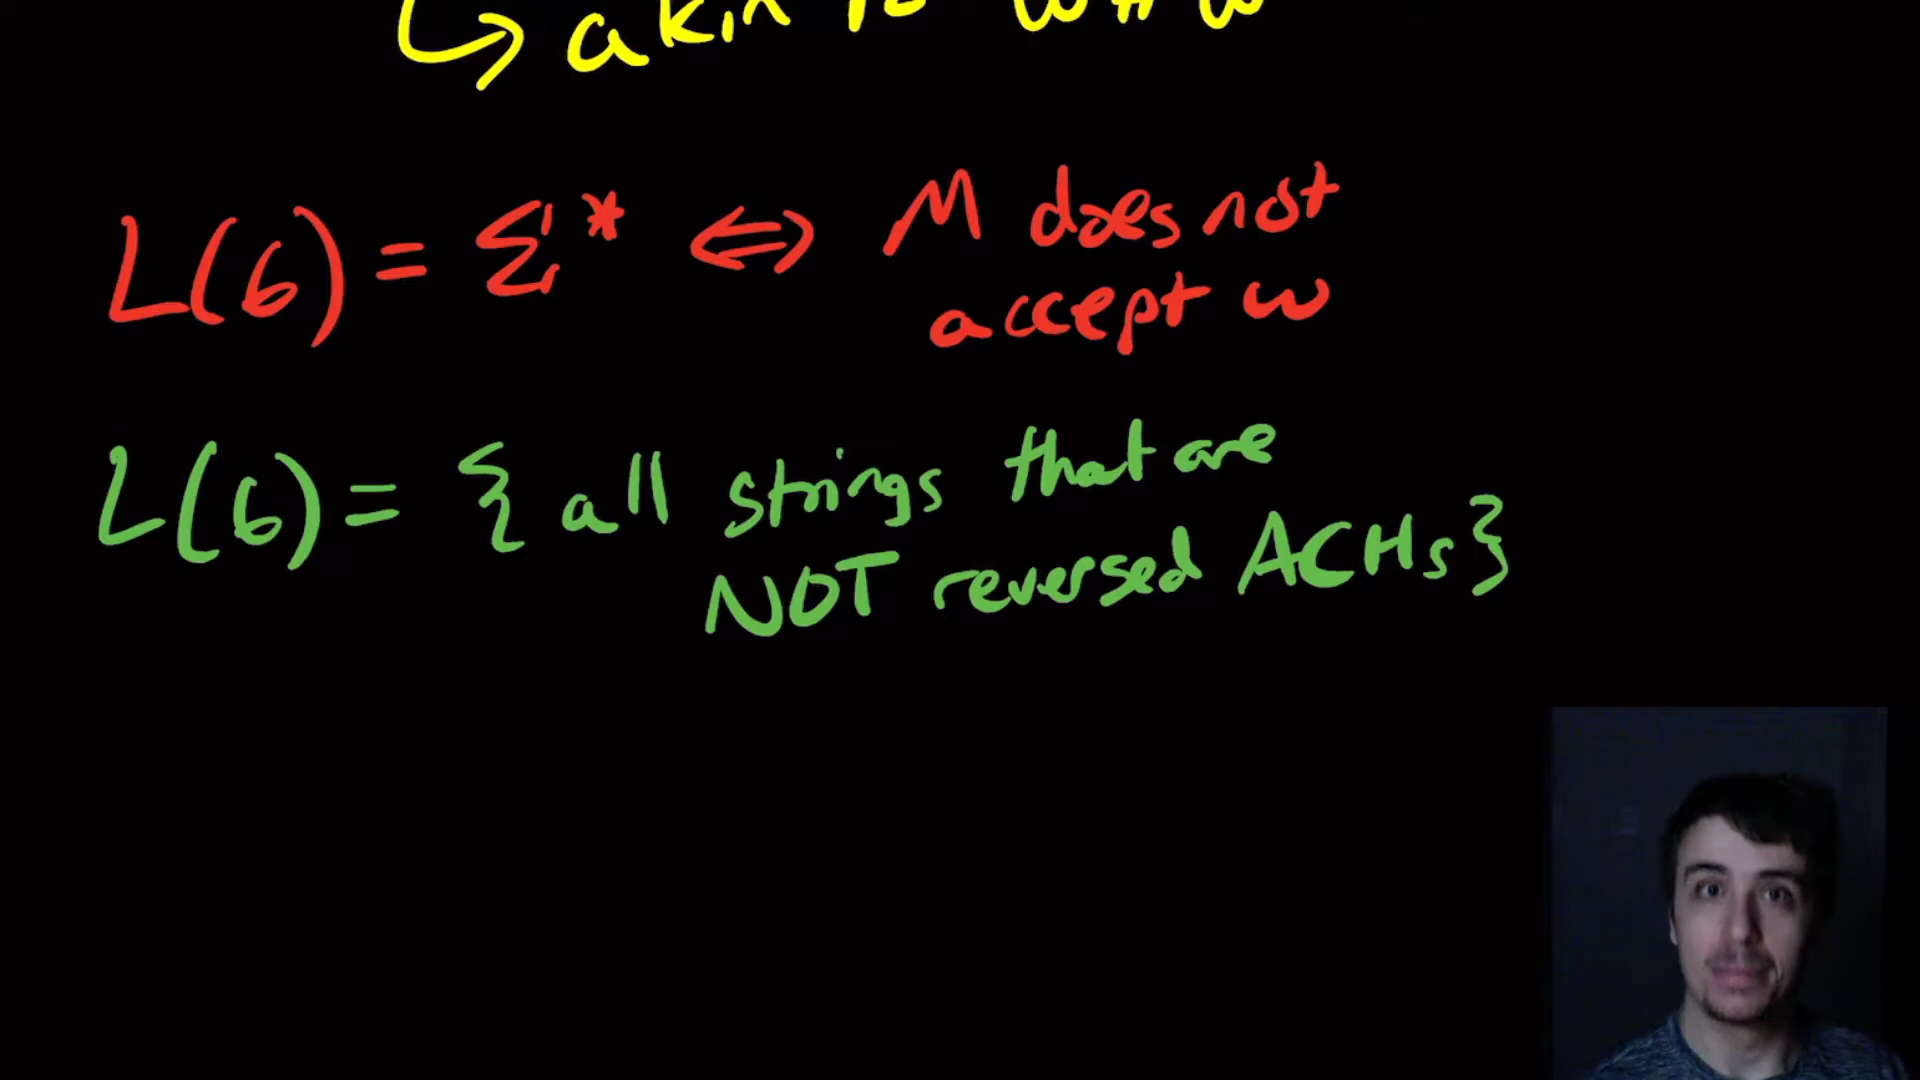 ↳ akin to w # w
L(G) = Σ* ⇔ M does not
accept w
L(G) = { all strings that are
NOT reversed ACHs }